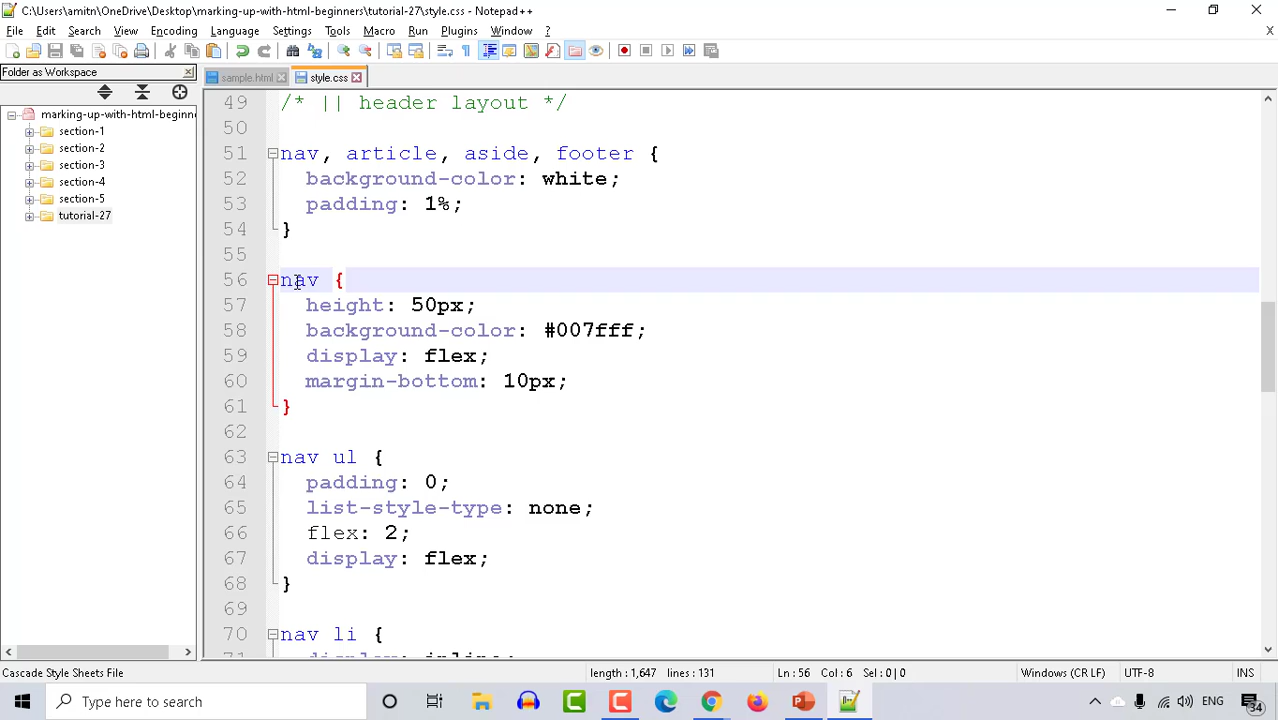 C:\Users\amitn\OneDrive\Desktop\marking-up-with-html-beginners\tutorial-27\style.css - Notepad++
File Edit Search View Encoding Language Settings Tools Macro Run Plugins Window ? X
Folder as Workspace
sample.html style.css
marking-up-with-html-beginne
section-1
section-2
section-3
section-4
section-5
tutorial-27
49 /* || header layout */
50
51 nav, article, aside, footer {
52 background-color: white;
53 padding: 1%;
54 }
55
56 nav {
57 height: 50px;
58 background-color: #007fff;
59 display: flex;
60 margin-bottom: 10px;
61 }
62
63 nav ul {
64 padding: 0;
65 list-style-type: none;
66 flex: 2;
67 display: flex;
68 }
69
70 nav li {
71 display: inline;
Cascade Style Sheets File length : 1,647 lines : 131 Ln : 56 Col : 6 Sel : 0 | 0 Windows (CR LF) UTF-8 INS
Type here to search ENG 34